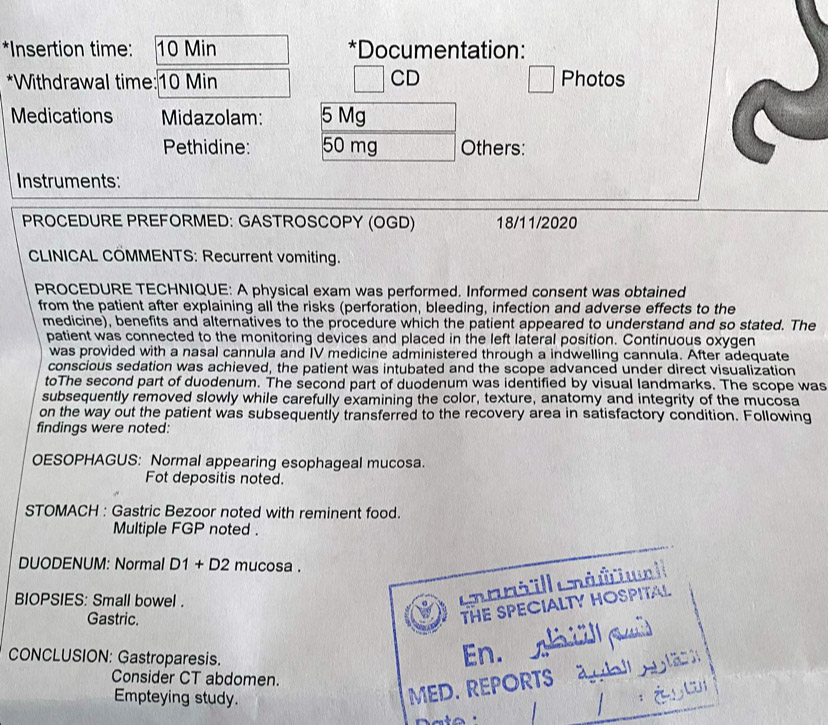 *Insertion time: 10 Min *Documentation:
*Withdrawal time: 10 Min CD Photos
Medications Midazolam: 5 Mg
Pethidine: 50 mg Others:
Instruments:
PROCEDURE PREFORMED: GASTROSCOPY (OGD) 18/11/2020
CLINICAL COMMENTS: Recurrent vomiting.
PROCEDURE TECHNIQUE: A physical exam was performed. Informed consent was obtained
from the patient after explaining all the risks (perforation, bleeding, infection and adverse effects to the
medicine), benefits and alternatives to the procedure which the patient appeared to understand and so stated. The
patient was connected to the monitoring devices and placed in the left lateral position. Continuous oxygen
was provided with a nasal cannula and IV medicine administered through a indwelling cannula. After adequate
conscious sedation was achieved, the patient was intubated and the scope advanced under direct visualization
toThe second part of duodenum. The second part of duodenum was identified by visual landmarks. The scope was
subsequently removed slowly while carefully examining the color, texture, anatomy and integrity of the mucosa
on the way out the patient was subsequently transferred to the recovery area in satisfactory condition. Following
findings were noted:
OESOPHAGUS: Normal appearing esophageal mucosa.
Fot depositis noted.
STOMACH : Gastric Bezoor noted with reminent food.
Multiple FGP noted .
DUODENUM: Normal D1 + D2 mucosa .
BIOPSIES: Small bowel .
Gastric.
CONCLUSION: Gastroparesis.
Consider CT abdomen.
Empteying study.
المستشفى التخصصي
THE SPECIALTY HOSPITAL
En. قسم التنظير
MED. REPORTS التقارير الطبية
Date : / / التاريخ :